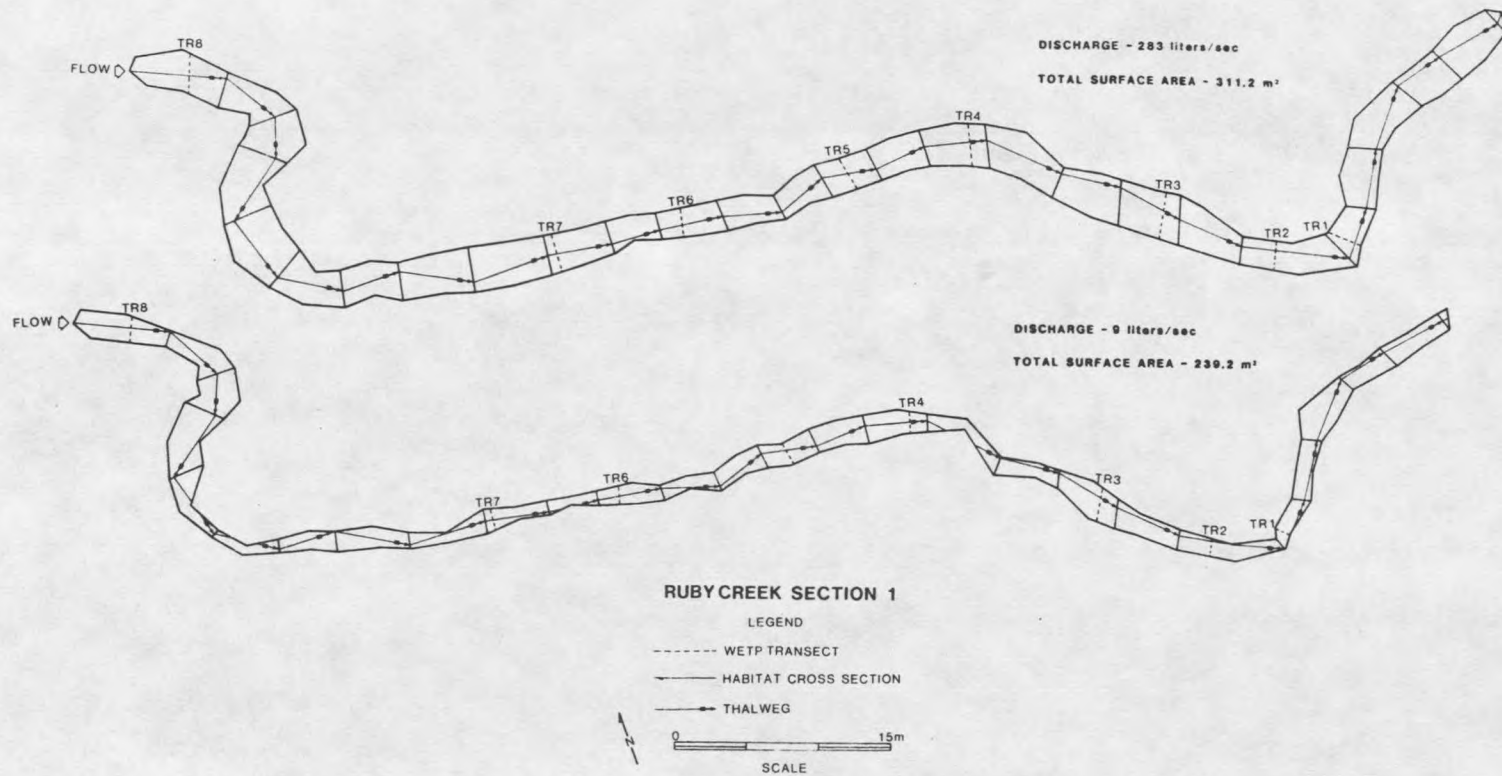 TR8
FLOW
DISCHARGE - 283 liters/sec
TOTAL SURFACE AREA - 311.2 m²
TR4
TR5
TR3
TR6
TR7
TR2
TR1
TR8
FLOW
DISCHARGE - 9 liters/sec
TOTAL SURFACE AREA - 239.2 m²
TR4
TR6
TR3
TR7
TR2
TR1
RUBY CREEK SECTION 1
LEGEND
WETP TRANSECT
HABITAT CROSS SECTION
THALWEG
N
0 15m
SCALE